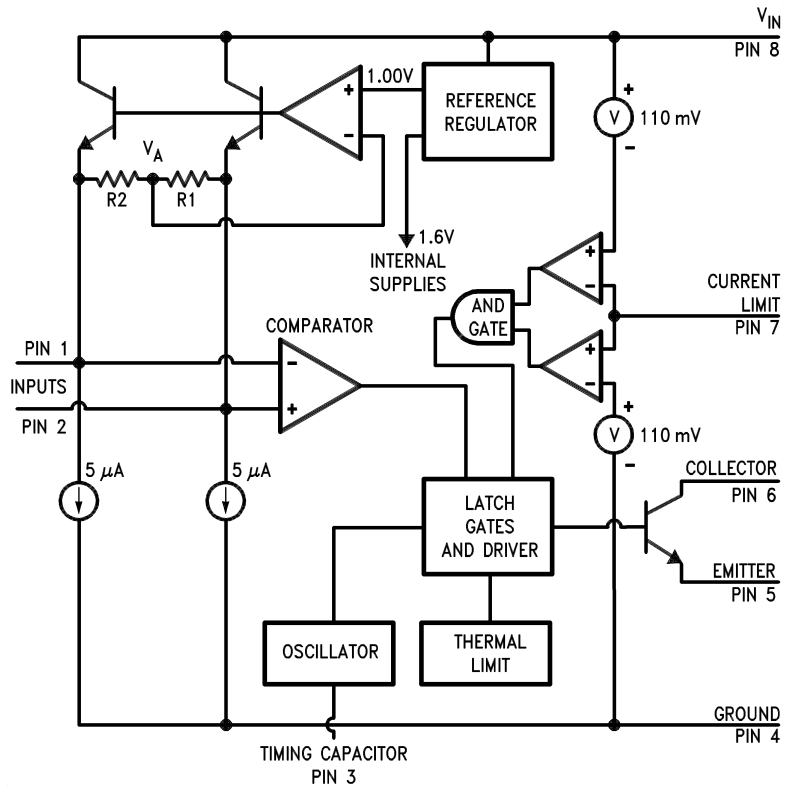 V_IN
PIN 8
1.00V
+
−
REFERENCE
REGULATOR
+
V
110 mV
−
V_A
R2
R1
1.6V
INTERNAL
SUPPLIES
+
−
AND
GATE
CURRENT
LIMIT
PIN 7
COMPARATOR
PIN 1
INPUTS
PIN 2
−
+
+
−
+
V
110 mV
−
5 μA
5 μA
LATCH
GATES
AND DRIVER
COLLECTOR
PIN 6
EMITTER
PIN 5
OSCILLATOR
THERMAL
LIMIT
GROUND
PIN 4
TIMING CAPACITOR
PIN 3